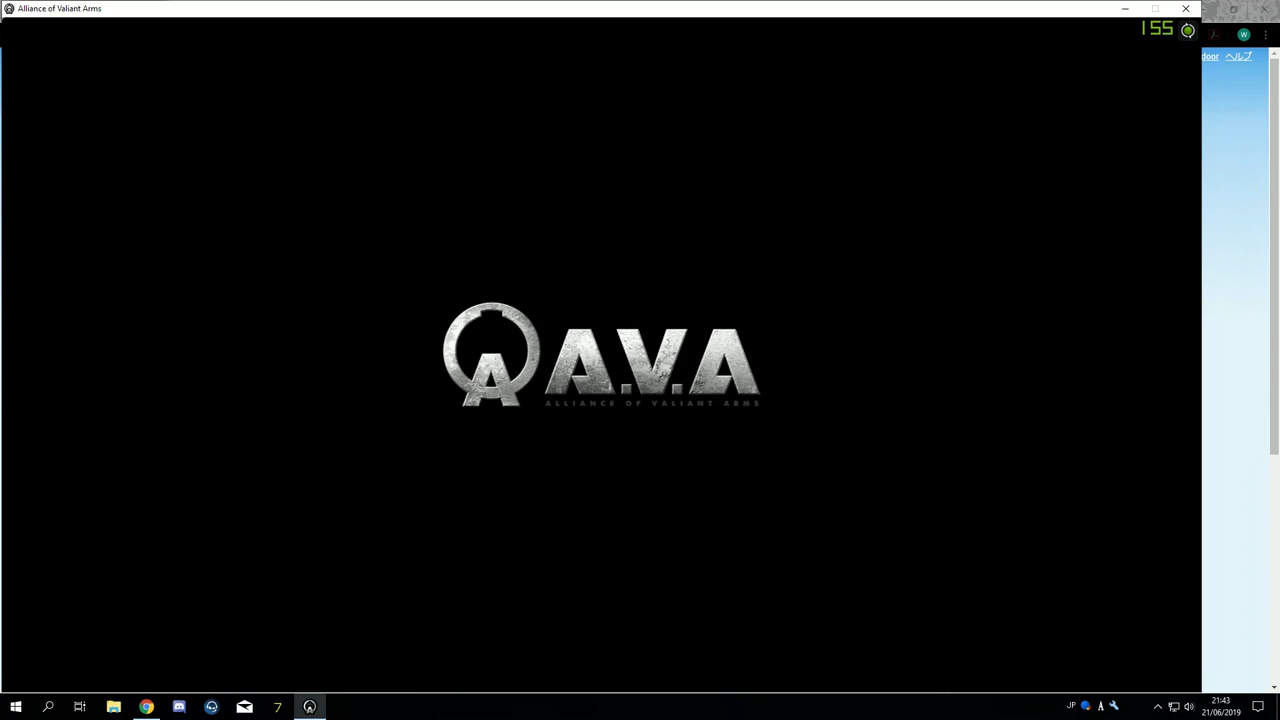 Alliance of Valiant Arms
155
W
door ヘルプ
A.V.A
ALLIANCE OF VALIANT ARMS
7
JP
A
21:43
21/06/2019